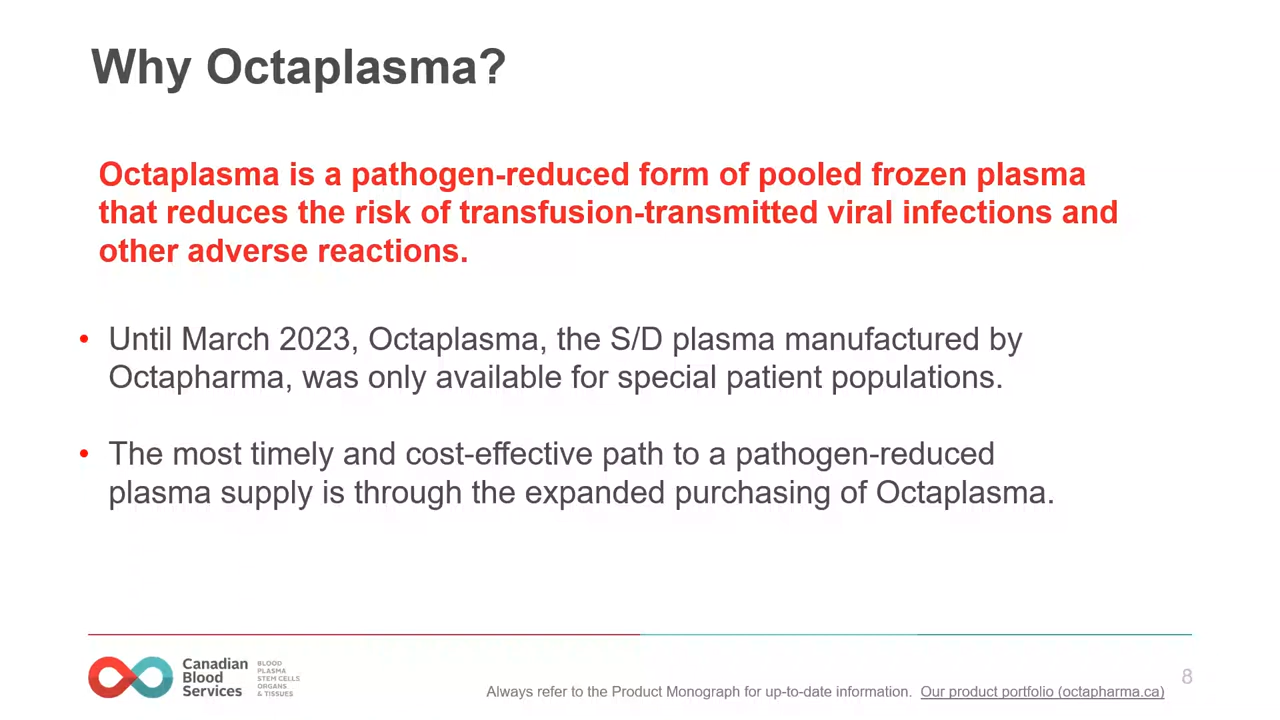 Why Octaplasma?
Octaplasma is a pathogen-reduced form of pooled frozen plasma
that reduces the risk of transfusion-transmitted viral infections and
other adverse reactions.
• Until March 2023, Octaplasma, the S/D plasma manufactured by
Octapharma, was only available for special patient populations.
• The most timely and cost-effective path to a pathogen-reduced
plasma supply is through the expanded purchasing of Octaplasma.
Canadian
Blood
Services
BLOOD
PLASMA
STEM CELLS
ORGANS
& TISSUES
Always refer to the Product Monograph for up-to-date information. Our product portfolio (octapharma.ca)
8